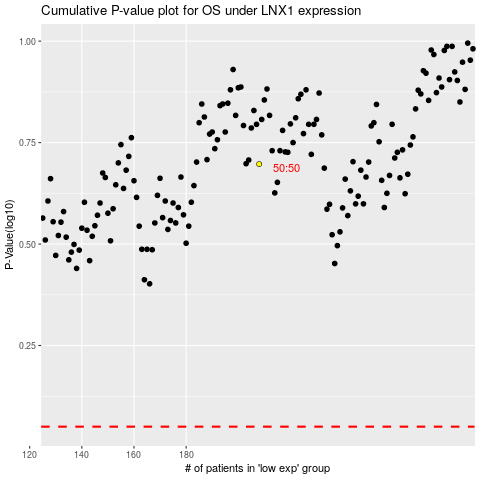 Cumulative P-value plot for OS under LNX1 expression
P-Value(log10)
1.00
0.75
0.50
0.25
50:50
120 140 160 180
# of patients in 'low exp' group